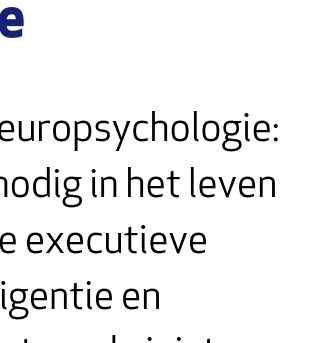 e
europsychologie:
nodig in het leven
e executieve
igentie en